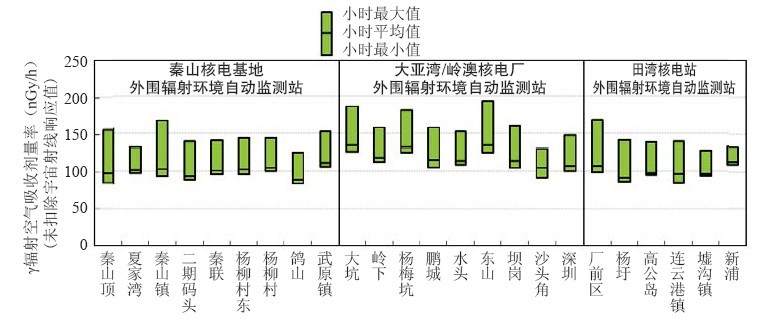 小时最大值
小时平均值
小时最小值
γ辐射空气吸收剂量率（nGy/h）
（未扣除宇宙射线响应值）
250
200
150
100
50
0
秦山核电基地
外围辐射环境自动监测站
大亚湾/岭澳核电厂
外围辐射环境自动监测站
田湾核电站
外围辐射环境自动监测站
秦山顶
夏家湾
秦山镇
二期码头
秦联
杨柳村东
杨柳村
鸽山
武原镇
大坑
岭下
杨梅坑
鹏城
水头
东山
坝岗
沙头角
深圳
厂前区
杨圩
高公岛
连云港镇
墟沟镇
新浦